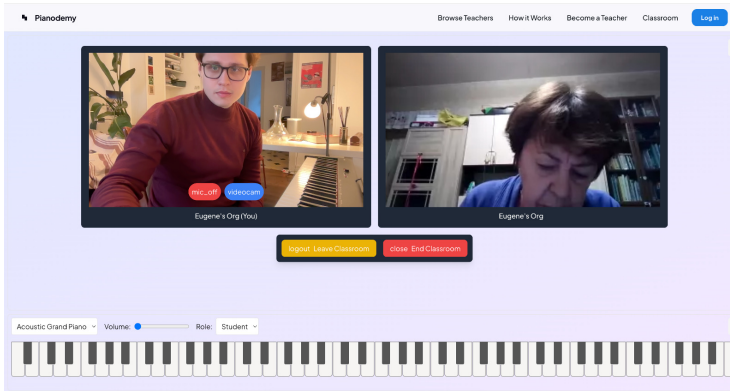 Pianodemy
Browse Teachers How it Works Become a Teacher Classroom Log in
mic_off videocam
Eugene's Org (You)
Eugene's Org
logout Leave Classroom close End Classroom
Acoustic Grand Piano Volume: Role: Student